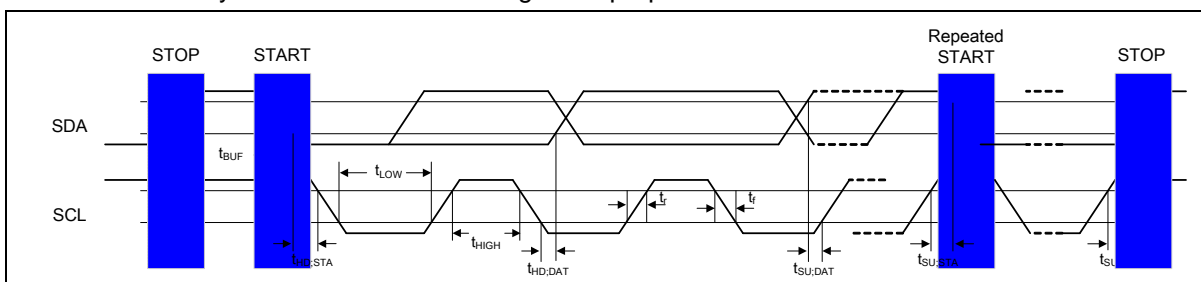 Repeated
STOP START START STOP
SDA
tBUF
tLOW
SCL
tr tf
tHIGH
tHD;STA tHD;DAT tSU;DAT tSU;STA tSU